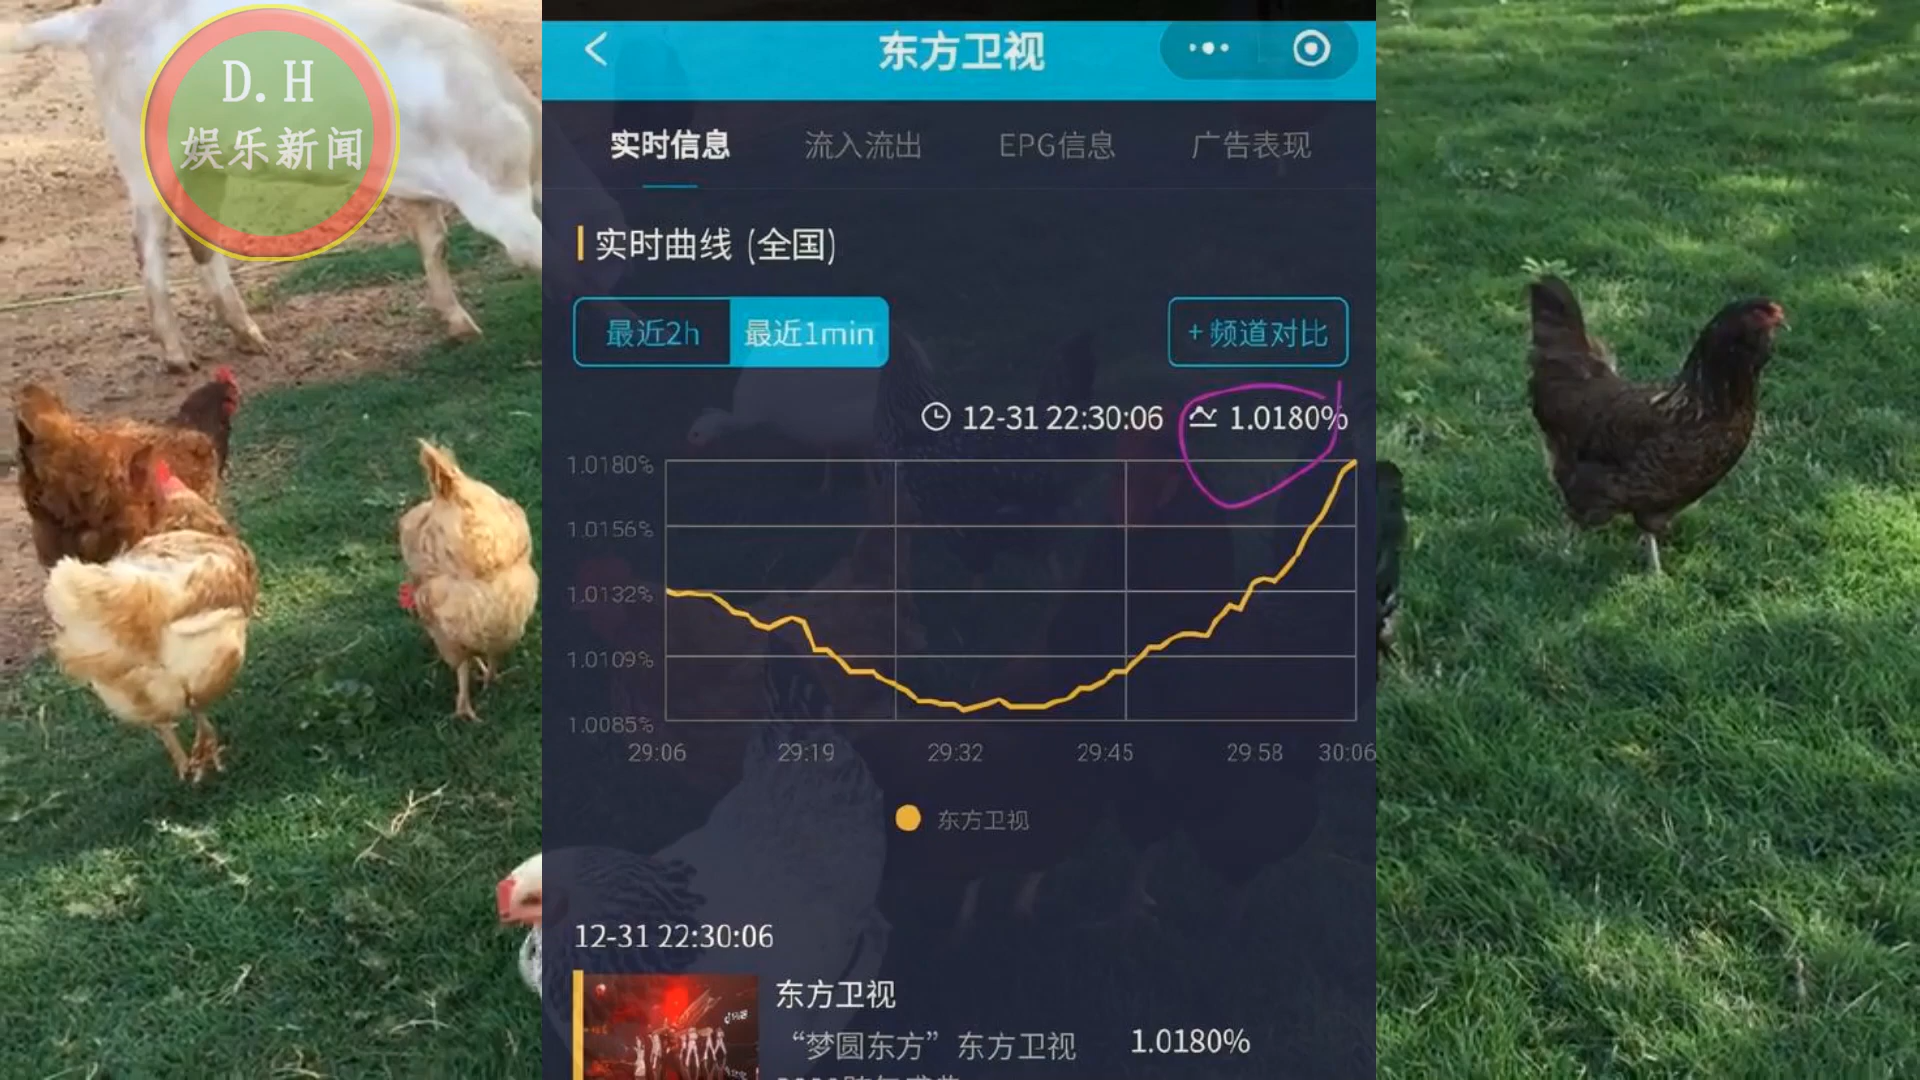 D.H
娱乐新闻
东方卫视
实时信息 流入流出 EPG信息 广告表现
实时曲线 (全国)
最近2h 最近1min +频道对比
12-31 22:30:06 1.0180%
1.0180%
1.0156%
1.0132%
1.0109%
1.0085%
29:06 29:19 29:32 29:45 29:58 30:06
东方卫视
12-31 22:30:06
东方卫视
“梦圆东方”东方卫视 1.0180%